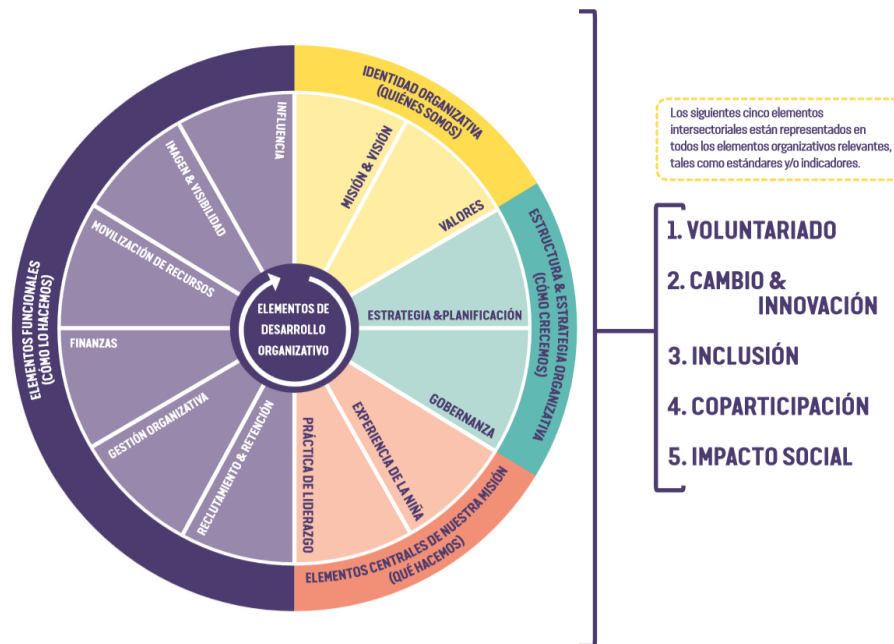 IDENTIDAD ORGANIZATIVA
(QUIÉNES SOMOS)
MISIÓN & VISIÓN
VALORES
ESTRUCTURA & ESTRATEGIA ORGANIZATIVA
(CÓMO CRECEMOS)
ESTRATEGIA &PLANIFICACIÓN
GOBERNANZA
ELEMENTOS CENTRALES DE NUESTRA MISIÓN
(QUÉ HACEMOS)
EXPERIENCIA DE LA NIÑA
PRÁCTICA DE LIDERAZGO
ELEMENTOS FUNCIONALES
(CÓMO LO HACEMOS)
RECLUTAMIENTO & RETENCIÓN
GESTIÓN ORGANIZATIVA
FINANZAS
MOVILIZACIÓN DE RECURSOS
IMAGEN & VISIBILIDAD
INFLUENCIA
ELEMENTOS DE
DESARROLLO
ORGANIZATIVO
Los siguientes cinco elementos
intersectoriales están representados en
todos los elementos organizativos relevantes,
tales como estándares y/o indicadores.
1. VOLUNTARIADO
2. CAMBIO &
INNOVACIÓN
3. INCLUSIÓN
4. COPARTICIPACIÓN
5. IMPACTO SOCIAL